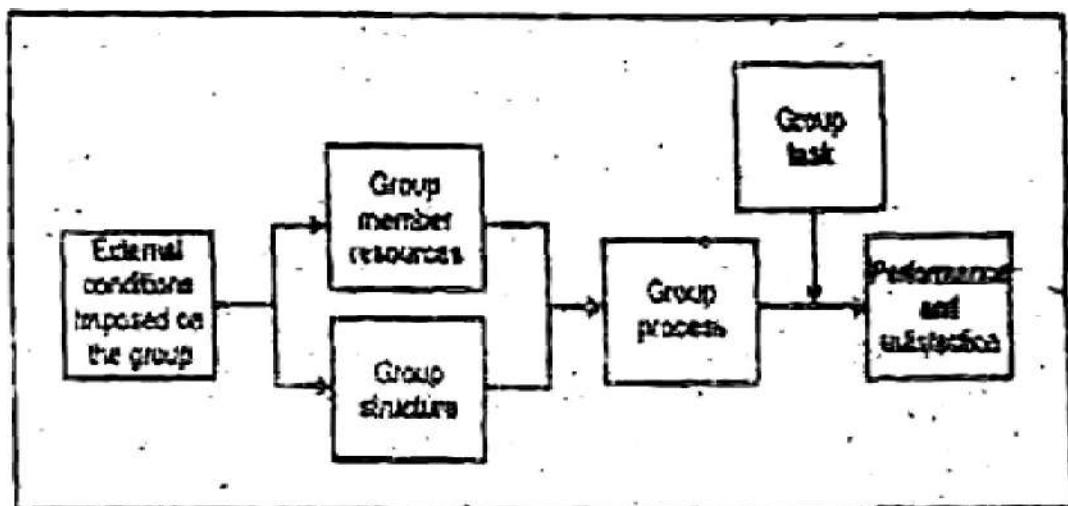 External
conditions
imposed on
the group
Group
member
resources
Group
structure
Group
process
Group
task
Performance
and
satisfaction